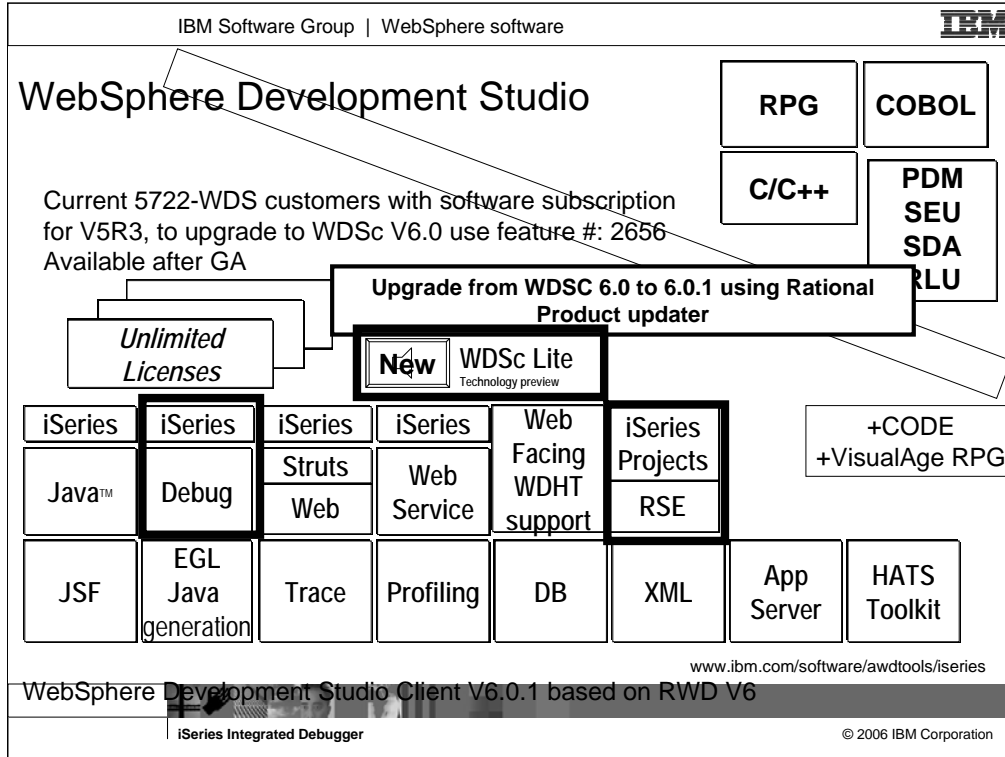 IBM Software Group | WebSphere software
IBM
WebSphere Development Studio
RPG
COBOL
C/C++
PDM
SEU
SDA
RLU
Current 5722-WDS customers with software subscription
for V5R3, to upgrade to WDSc V6.0 use feature #: 2656
Available after GA
Upgrade from WDSC 6.0 to 6.0.1 using Rational
Product updater
Unlimited
Licenses
New
WDSc Lite
Technology preview
iSeries
Java™
iSeries
Debug
iSeries
Struts
Web
iSeries
Web
Service
Web
Facing
WDHT
support
iSeries
Projects
RSE
+CODE
+VisualAge RPG
JSF
EGL
Java
generation
Trace
Profiling
DB
XML
App
Server
HATS
Toolkit
www.ibm.com/software/awdtools/iseries
WebSphere Development Studio Client V6.0.1 based on RWD V6
iSeries Integrated Debugger
© 2006 IBM Corporation